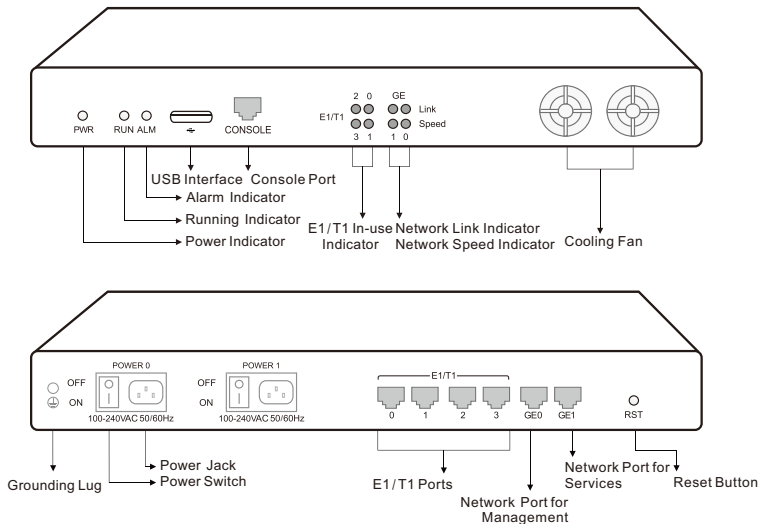 2 0 GE
Link
E1/T1
Speed
PWR RUN ALM CONSOLE
3 1 1 0
USB Interface Console Port
Alarm Indicator
Running Indicator
Power Indicator
E1/T1 In-use
Indicator
Network Link Indicator
Network Speed Indicator
Cooling Fan
POWER 0 POWER 1
E1/T1
OFF OFF
ON ON
100-240VAC 50/60Hz 100-240VAC 50/60Hz
0 1 2 3 GE0 GE1 RST
Power Jack
Power Switch
Grounding Lug
E1/T1 Ports
Network Port for
Services
Reset Button
Network Port for
Management